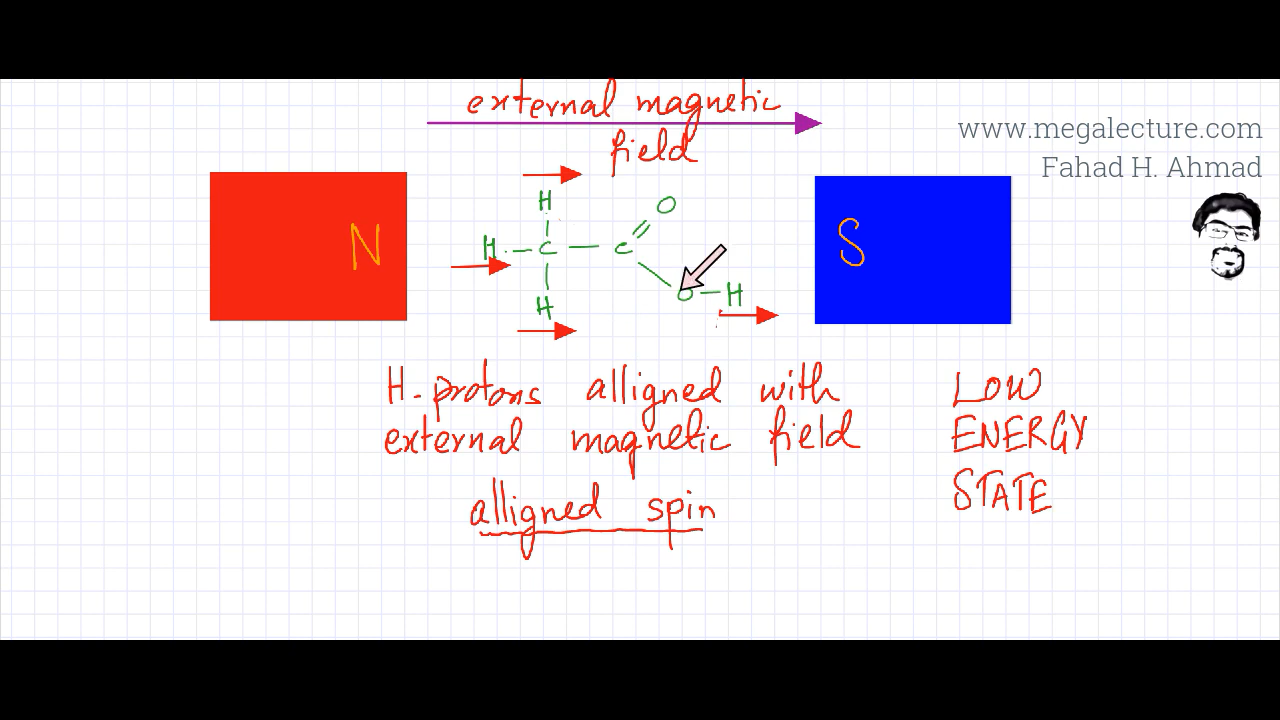 external magnetic
field
www.megalecture.com
Fahad H. Ahmad
N
H
O
H - C - C
O - H
H
S
H-protons alligned with
external magnetic field
alligned spin
LOW
ENERGY
STATE